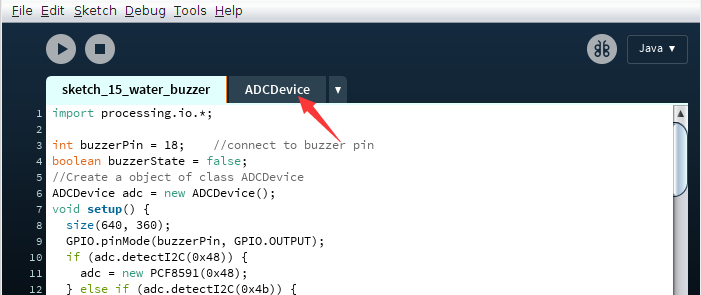 File Edit Sketch Debug Tools Help
Java ▼
sketch_15_water_buzzer ADCDevice ▼
1 import processing.io.*;
2
3 int buzzerPin = 18;    //connect to buzzer pin
4 boolean buzzerState = false;
5 //Create a object of class ADCDevice
6 ADCDevice adc = new ADCDevice();
7 void setup() {
8   size(640, 360);
9   GPIO.pinMode(buzzerPin, GPIO.OUTPUT);
10   if (adc.detectI2C(0x48)) {
11     adc = new PCF8591(0x48);
12   } else if (adc.detectI2C(0x4b)) {